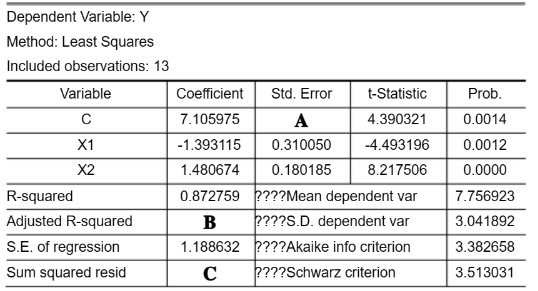 Dependent Variable: Y
Method: Least Squares
Included observations: 13
Variable Coefficient Std. Error t-Statistic Prob.
C 7.105975 A 4.390321 0.0014
X1 -1.393115 0.310050 -4.493196 0.0012
X2 1.480674 0.180185 8.217506 0.0000
R-squared 0.872759 ????Mean dependent var 7.756923
Adjusted R-squared B ????S.D. dependent var 3.041892
S.E. of regression 1.188632 ????Akaike info criterion 3.382658
Sum squared resid C ????Schwarz criterion 3.513031